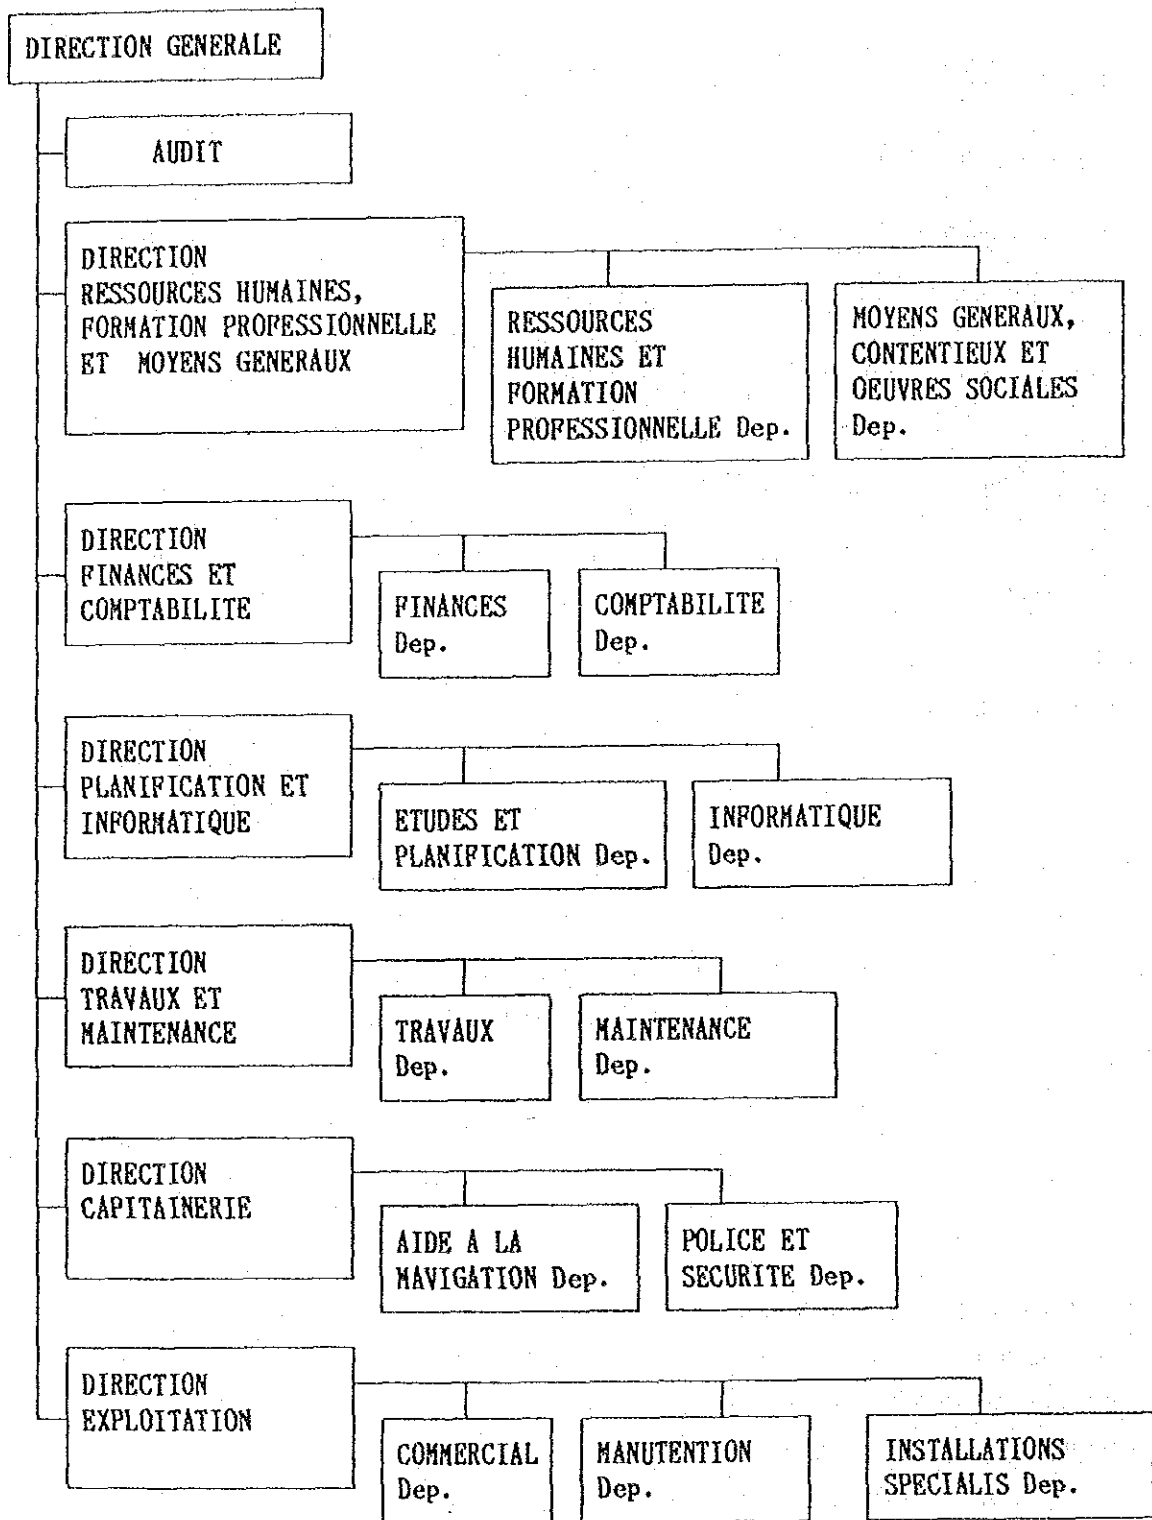 DIRECTION GENERALE
AUDIT
DIRECTION
RESSOURCES HUMAINES,
FORMATION PROFESSIONNELLE
ET MOYENS GENERAUX
RESSOURCES
HUMAINES ET
FORMATION
PROFESSIONNELLE Dep.
MOYENS GENERAUX,
CONTENTIEUX ET
OEUVRES SOCIALES
Dep.
DIRECTION
FINANCES ET
COMPTABILITE
FINANCES
Dep.
COMPTABILITE
Dep.
DIRECTION
PLANIFICATION ET
INFORMATIQUE
ETUDES ET
PLANIFICATION Dep.
INFORMATIQUE
Dep.
DIRECTION
TRAVAUX ET
MAINTENANCE
TRAVAUX
Dep.
MAINTENANCE
Dep.
DIRECTION
CAPITAINERIE
AIDE A LA
MAVIGATION Dep.
POLICE ET
SECURITE Dep.
DIRECTION
EXPLOITATION
COMMERCIAL
Dep.
MANUTENTION
Dep.
INSTALLATIONS
SPECIALIS Dep.